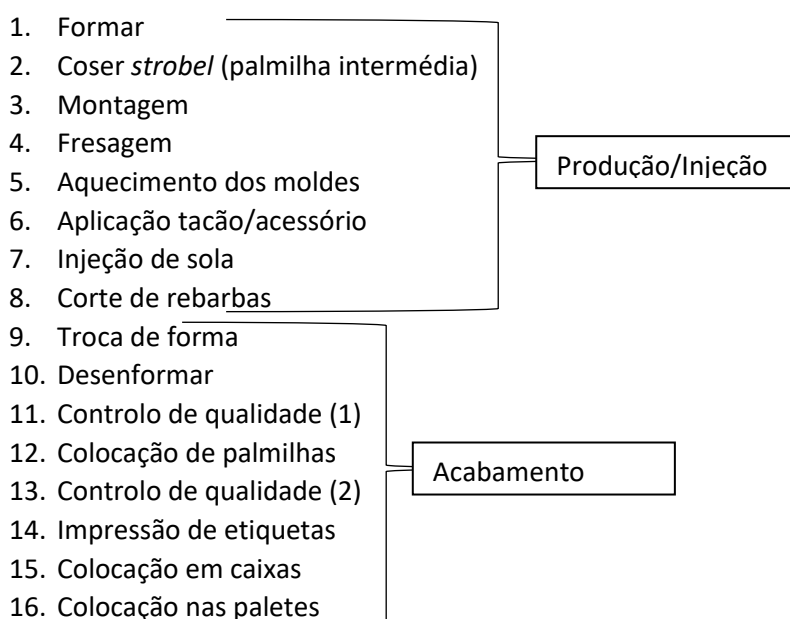 1. Formar
2. Coser strobel (palmilha intermédia)
3. Montagem
4. Fresagem
5. Aquecimento dos moldes
6. Aplicação tacão/acessório
7. Injeção de sola
8. Corte de rebarbas
Produção/Injeção
9. Troca de forma
10. Desenformar
11. Controlo de qualidade (1)
12. Colocação de palmilhas
13. Controlo de qualidade (2)
14. Impressão de etiquetas
15. Colocação em caixas
16. Colocação nas paletes
Acabamento